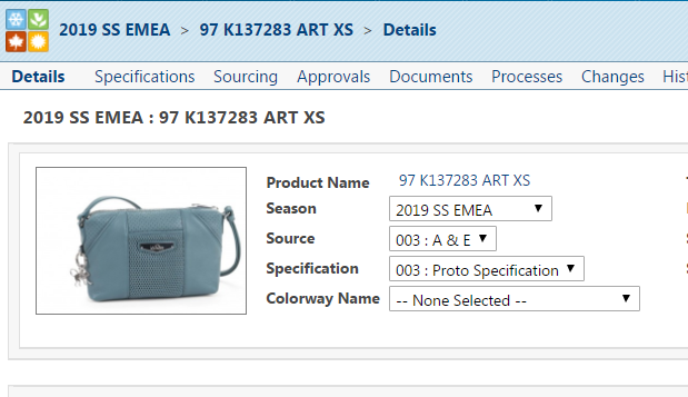 2019 SS EMEA > 97 K137283 ART XS > Details
Details Specifications Sourcing Approvals Documents Processes Changes
2019 SS EMEA : 97 K137283 ART XS
Product Name 97 K137283 ART XS
Season 2019 SS EMEA
Source 003 : A & E
Specification 003 : Proto Specification
Colorway Name -- None Selected --